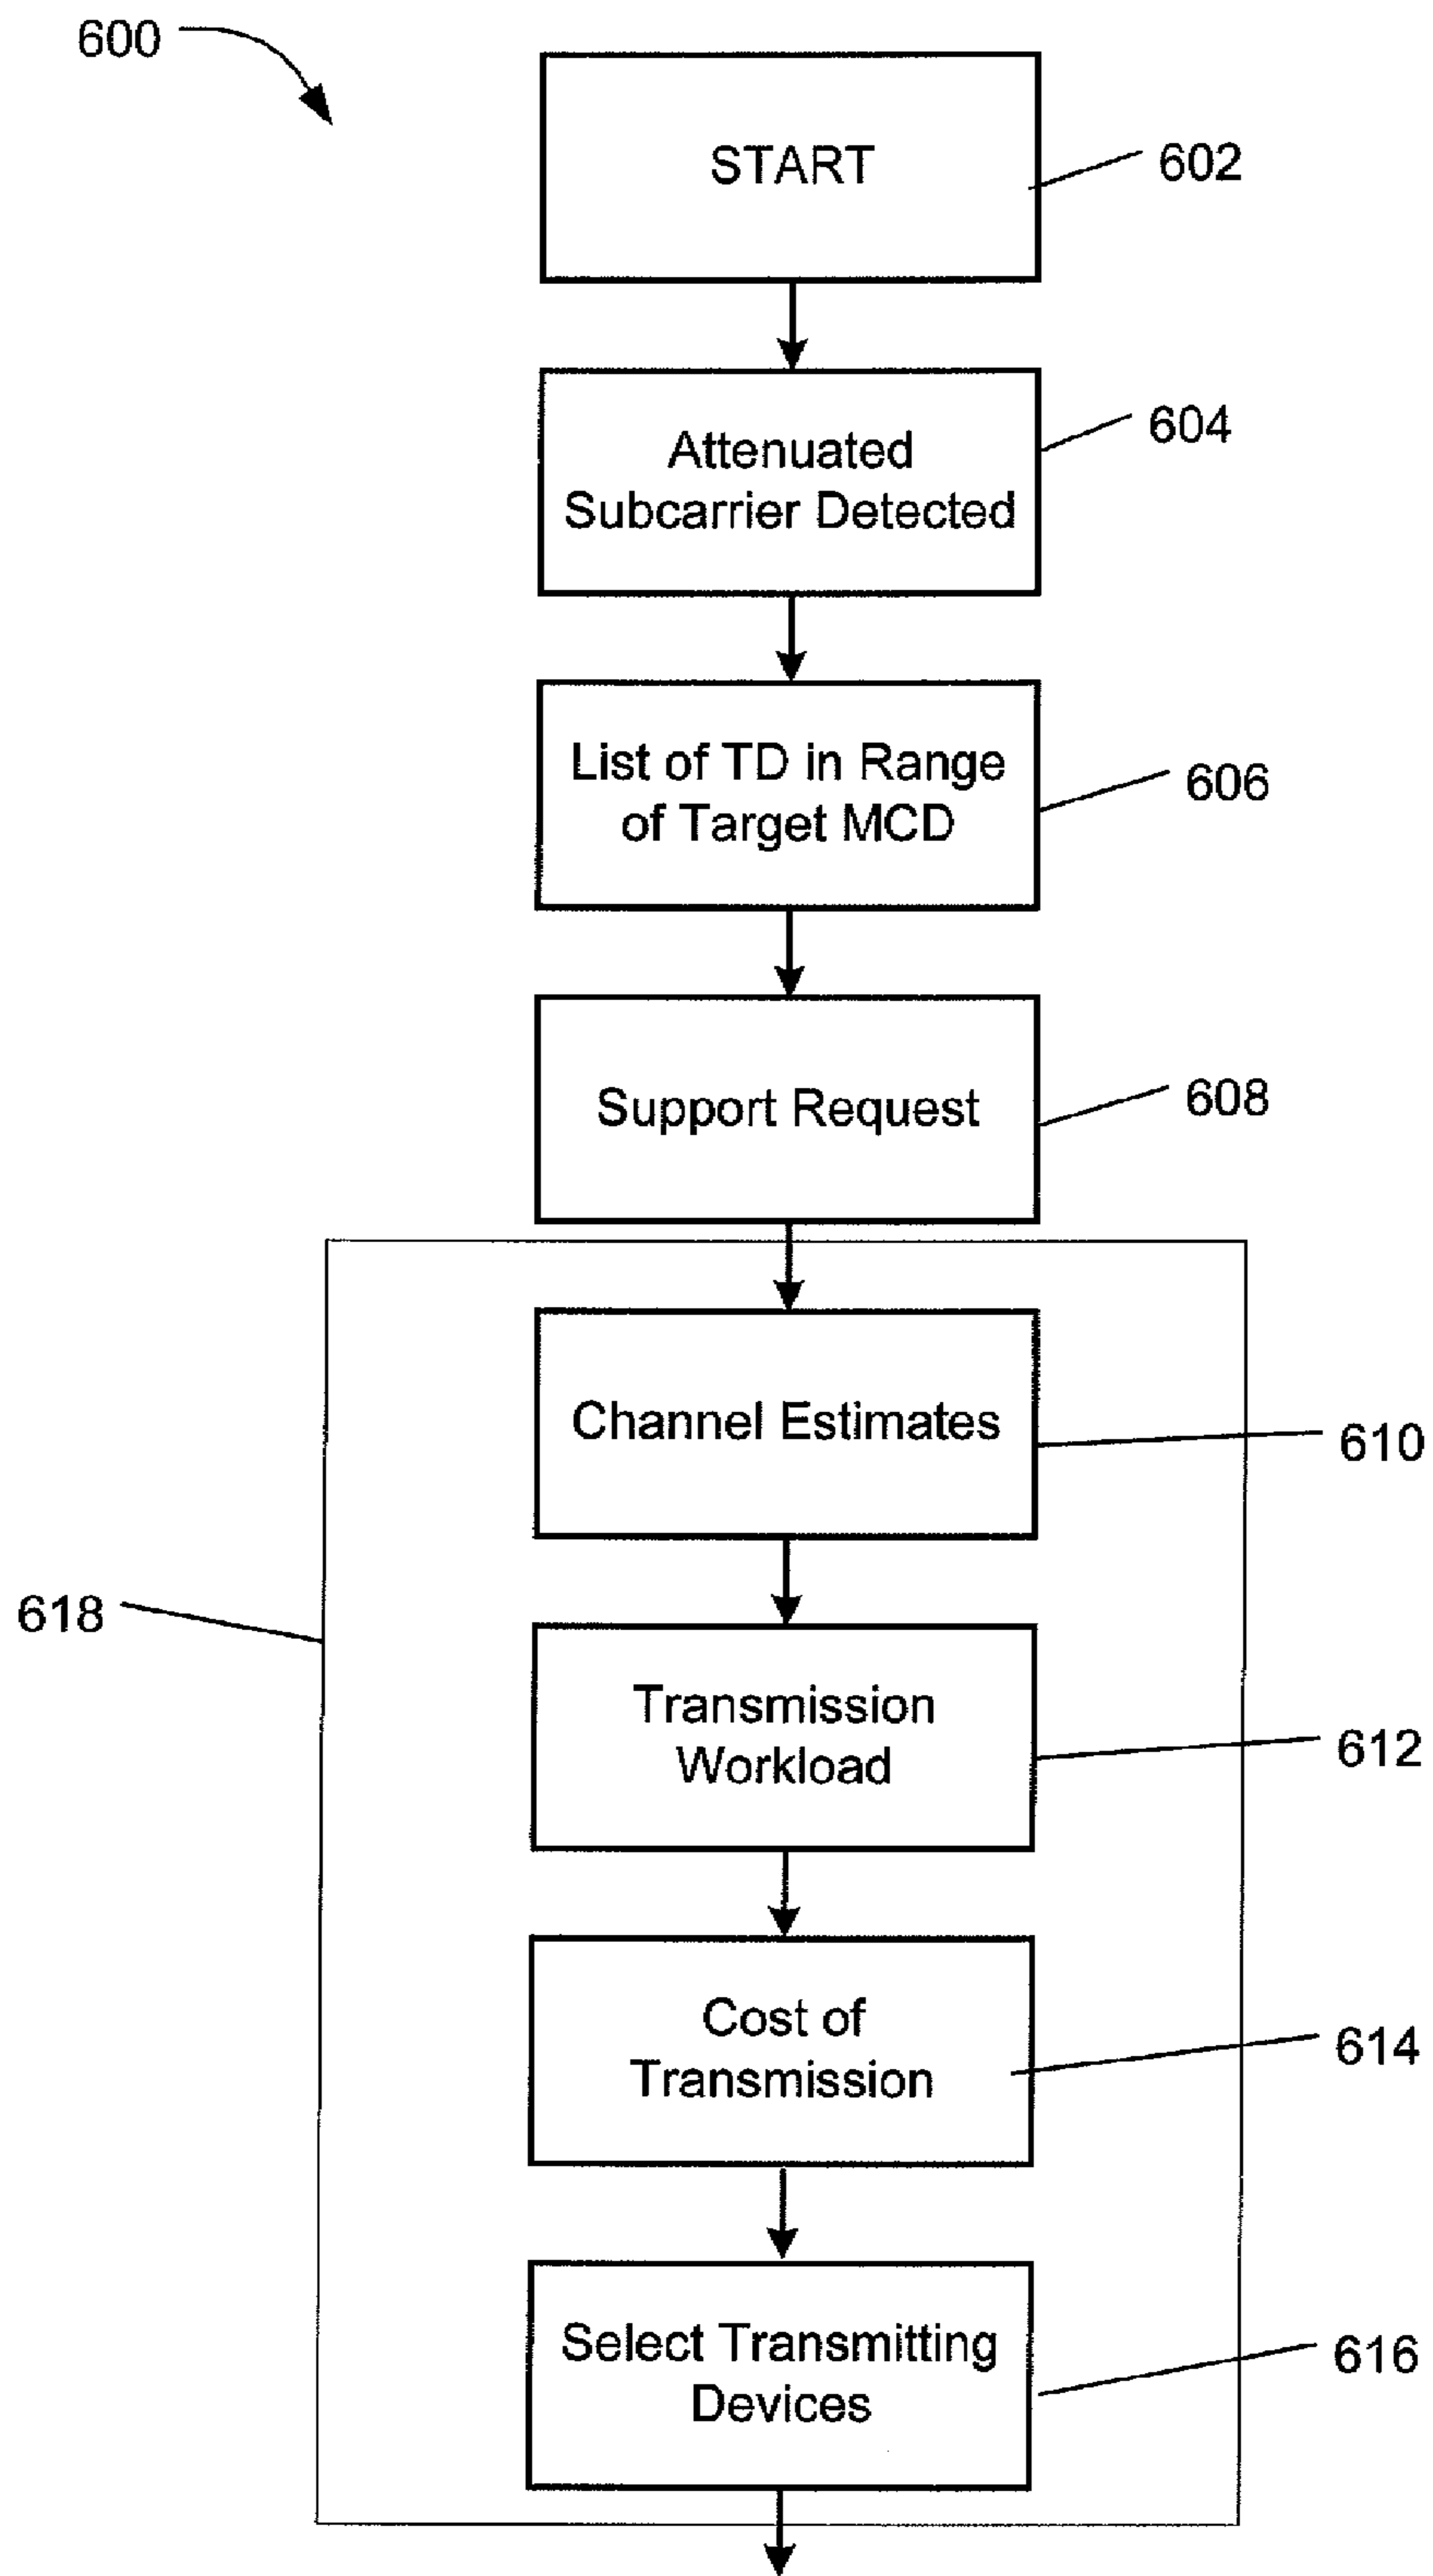 600
START
602
Attenuated
Subcarrier Detected
604
List of TD in Range
of Target MCD
606
Support Request
608
Channel Estimates
610
618
Transmission
Workload
612
Cost of
Transmission
614
Select Transmitting
Devices
616